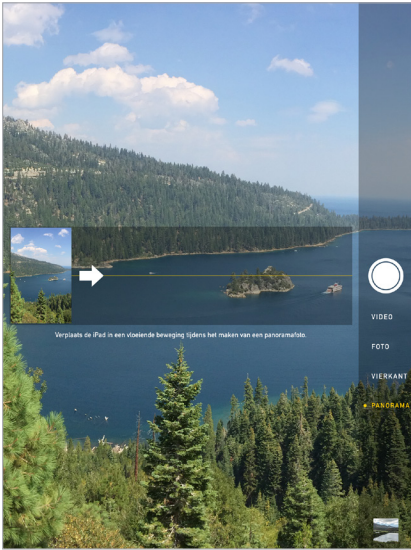 Verplaats de iPad in een vloeiende beweging tijdens het maken van een panoramafoto.
VIDEO
FOTO
VIERKANT
PANORAMA